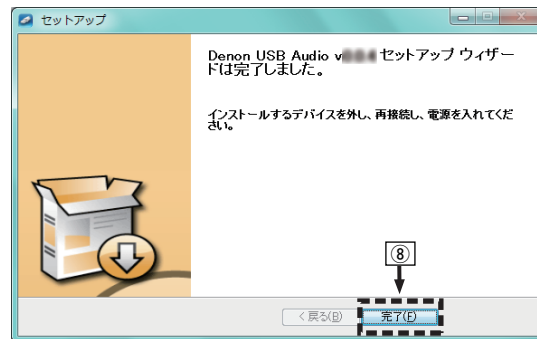 セットアップ
Denon USB Audio v セットアップ ウィザー
ドは完了しました。
インストールするデバイスを外し、再接続し、電源を入れてくだ
さい。
⑧
< 戻る(B)
完了(F)